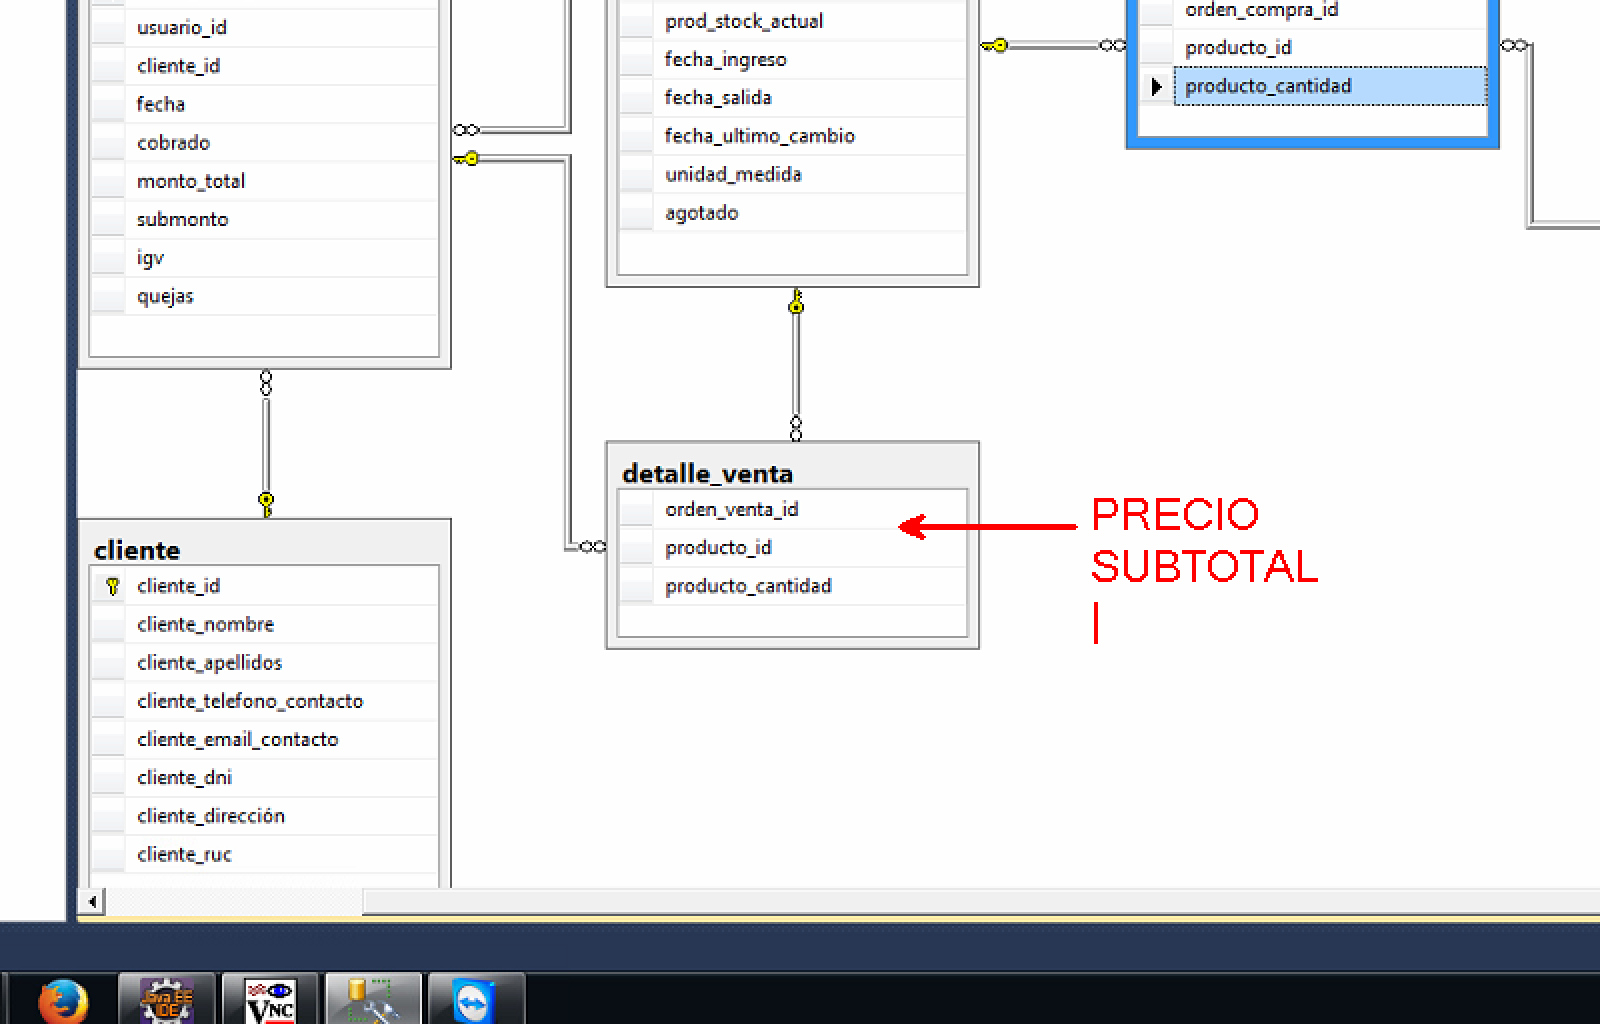 usuario_id
cliente_id
fecha
cobrado
monto_total
submonto
igv
quejas
prod_stock_actual
fecha_ingreso
fecha_salida
fecha_ultimo_cambio
unidad_medida
agotado
orden_compra_id
producto_id
producto_cantidad
detalle_venta
orden_venta_id
producto_id
producto_cantidad
PRECIO
SUBTOTAL
cliente
cliente_id
cliente_nombre
cliente_apellidos
cliente_telefono_contacto
cliente_email_contacto
cliente_dni
cliente_dirección
cliente_ruc
Java EE
IDE
VNC